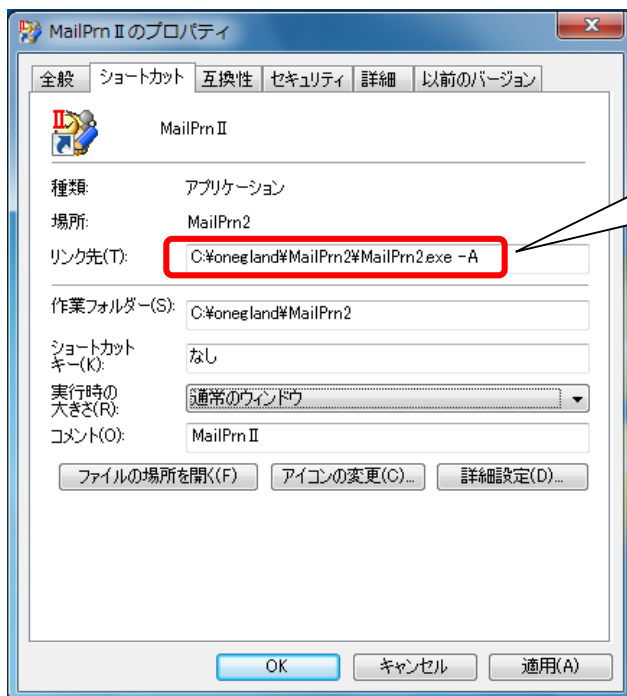 MailPrnⅡのプロパティ
全般 ショートカット 互換性 セキュリティ 詳細 以前のバージョン
Ⅱ
MailPrnⅡ
種類: アプリケーション
場所: MailPrn2
リンク先(T): C:¥onegland¥MailPrn2¥MailPrn2.exe -A
作業フォルダー(S): C:¥onegland¥MailPrn2
ショートカット
キー(K): なし
実行時の
大きさ(R): 通常のウィンドウ
コメント(O): MailPrnⅡ
ファイルの場所を開く(F) アイコンの変更(C)... 詳細設定(D)...
OK キャンセル 適用(A)